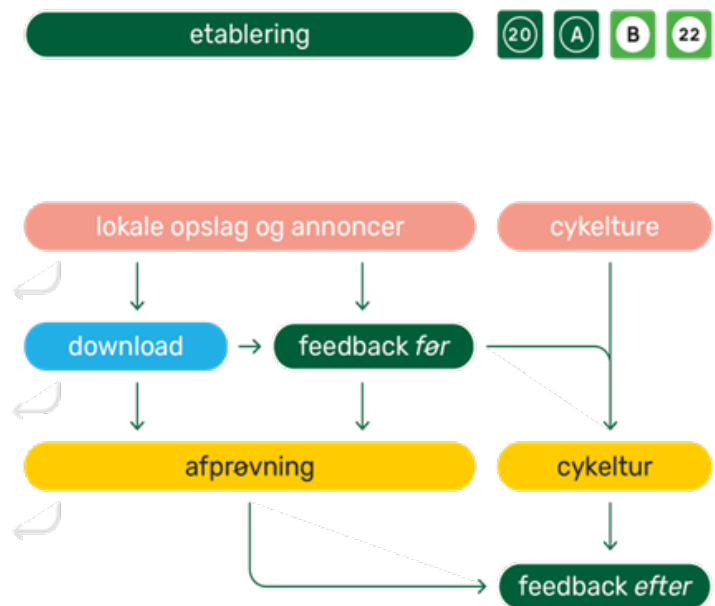 etablering 20 A B 22
lokale opslag og annoncer cykelture
download feedback før
afprøvning cykeltur
feedback efter